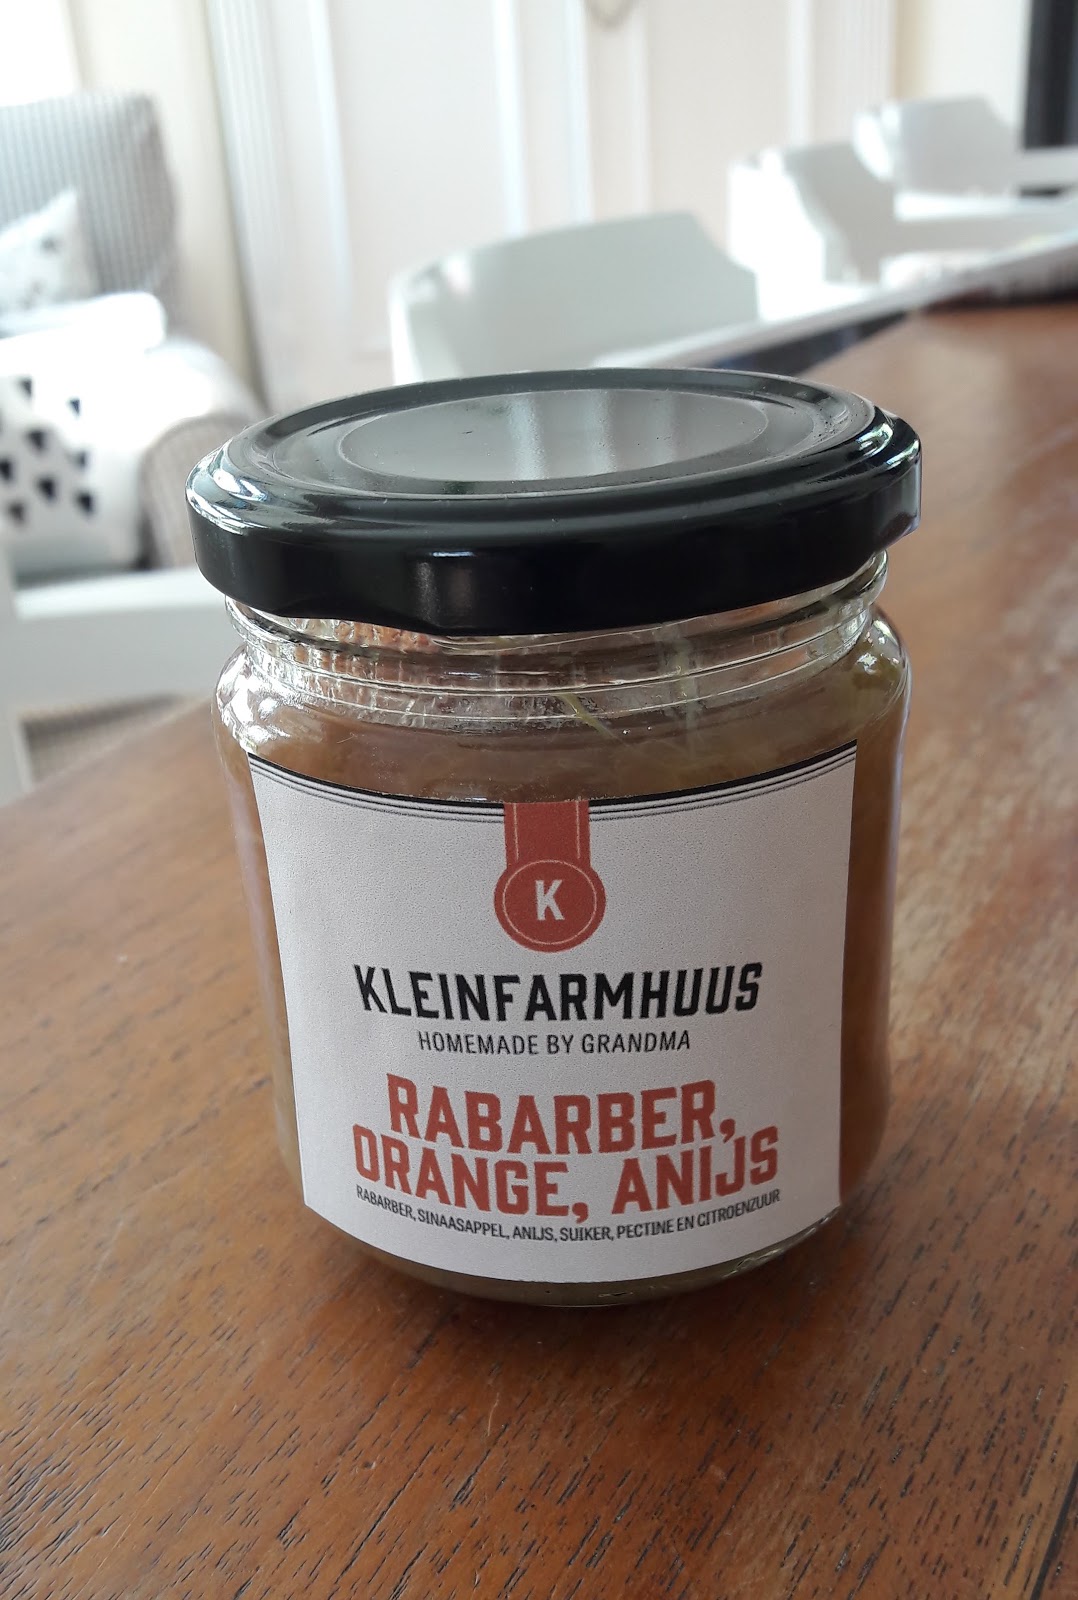 K
KLEINFARMHUUS
HOMEMADE BY GRANDMA
RABARBER,
ORANGE, ANIJS
RABARBER, SINAASAPPEL, ANIJS, SUIKER, PECTINE EN CITROENZUUR